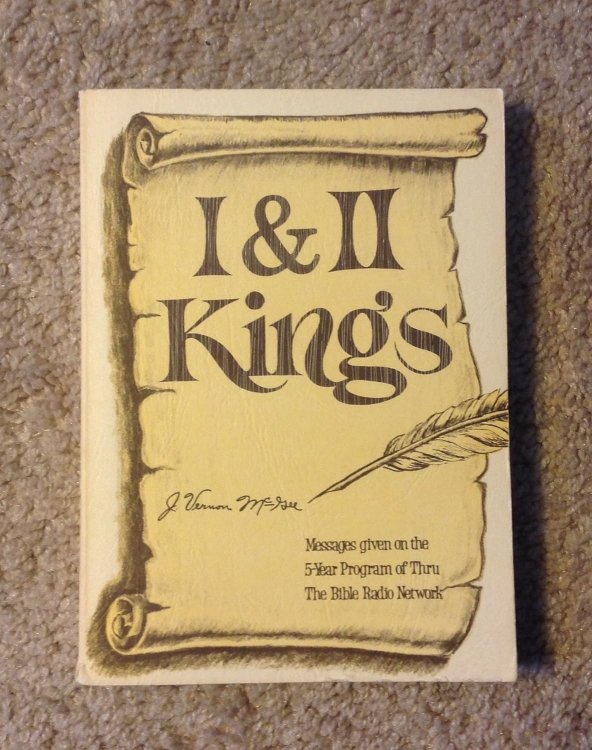 I & II
Kings
J. Vernon McGee
Messages given on the
5-Year Program of Thru
The Bible Radio Network